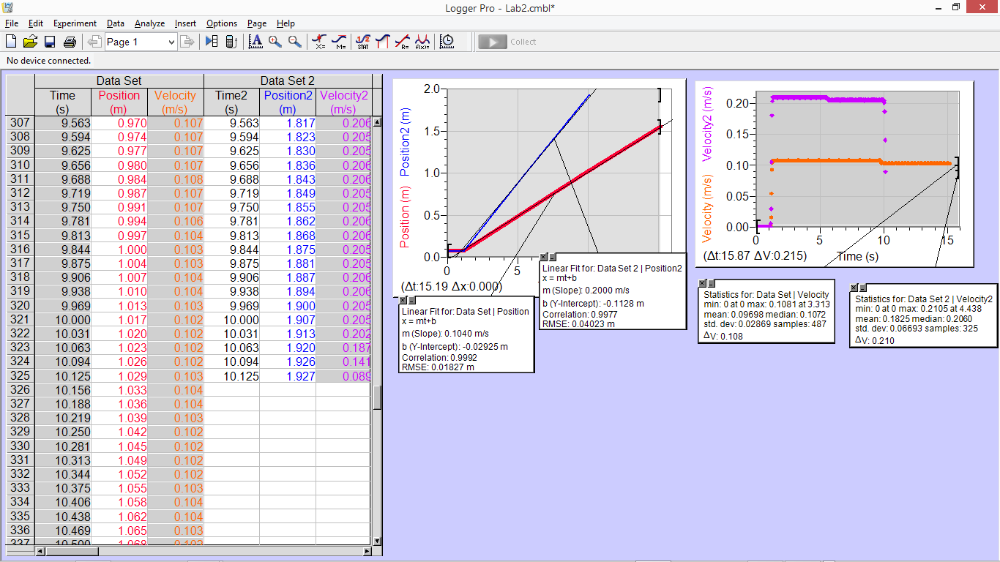 Logger Pro - Lab2.cmbl*
File Edit Experiment Data Analyze Insert Options Page Help
Page 1
X= M= 1/2 STAT R= f(x)= Collect
No device connected.
Data Set Data Set 2
Time Position Velocity Time2 Position2 Velocity2
(s) (m) (m/s) (s) (m) (m/s)
307 9.563 0.970 0.107 9.563 1.817 0.206
308 9.594 0.974 0.107 9.594 1.823 0.205
309 9.625 0.977 0.107 9.625 1.830 0.205
310 9.656 0.980 0.107 9.656 1.836 0.206
311 9.688 0.984 0.108 9.688 1.843 0.206
312 9.719 0.987 0.107 9.719 1.849 0.205
313 9.750 0.991 0.107 9.750 1.855 0.205
314 9.781 0.994 0.106 9.781 1.862 0.206
315 9.813 0.997 0.104 9.813 1.868 0.206
316 9.844 1.000 0.103 9.844 1.875 0.205
317 9.875 1.004 0.103 9.875 1.881 0.205
318 9.906 1.007 0.104 9.906 1.887 0.206
319 9.938 1.010 0.104 9.938 1.894 0.206
320 9.969 1.013 0.103 9.969 1.900 0.205
321 10.000 1.017 0.102 10.000 1.907 0.205
322 10.031 1.020 0.102 10.031 1.913 0.202
323 10.063 1.023 0.102 10.063 1.920 0.187
324 10.094 1.026 0.102 10.094 1.926 0.141
325 10.125 1.029 0.103 10.125 1.927 0.089
326 10.156 1.033 0.104
327 10.188 1.036 0.104
328 10.219 1.039 0.103
329 10.250 1.042 0.102
330 10.281 1.045 0.102
331 10.313 1.049 0.102
332 10.344 1.052 0.102
333 10.375 1.055 0.103
334 10.406 1.058 0.104
335 10.438 1.062 0.104
336 10.469 1.065 0.103
337 10.500 1.068 0.102
Position (m) Position2 (m)
2.0
1.5
1.0
0.5
0.0
0 5
(Δt:15.19 Δx:0.000)
Linear Fit for: Data Set | Position
x = mt+b
m (Slope): 0.1040 m/s
b (Y-Intercept): -0.02925 m
Correlation: 0.9992
RMSE: 0.01827 m
Linear Fit for: Data Set 2 | Position2
x = mt+b
m (Slope): 0.2000 m/s
b (Y-Intercept): -0.1128 m
Correlation: 0.9977
RMSE: 0.04023 m
Velocity (m/s) Velocity2 (m/s)
0.20
0.15
0.10
0.05
0.00
0 5 10 15
(Δt:15.87 ΔV:0.215) Time (s)
Statistics for: Data Set | Velocity
min: 0 at 0 max: 0.1081 at 3.313
mean: 0.09698 median: 0.1072
std. dev: 0.02869 samples: 487
ΔV: 0.108
Statistics for: Data Set 2 | Velocity2
min: 0 at 0 max: 0.2105 at 4.438
mean: 0.1825 median: 0.2060
std. dev: 0.06693 samples: 325
ΔV: 0.210